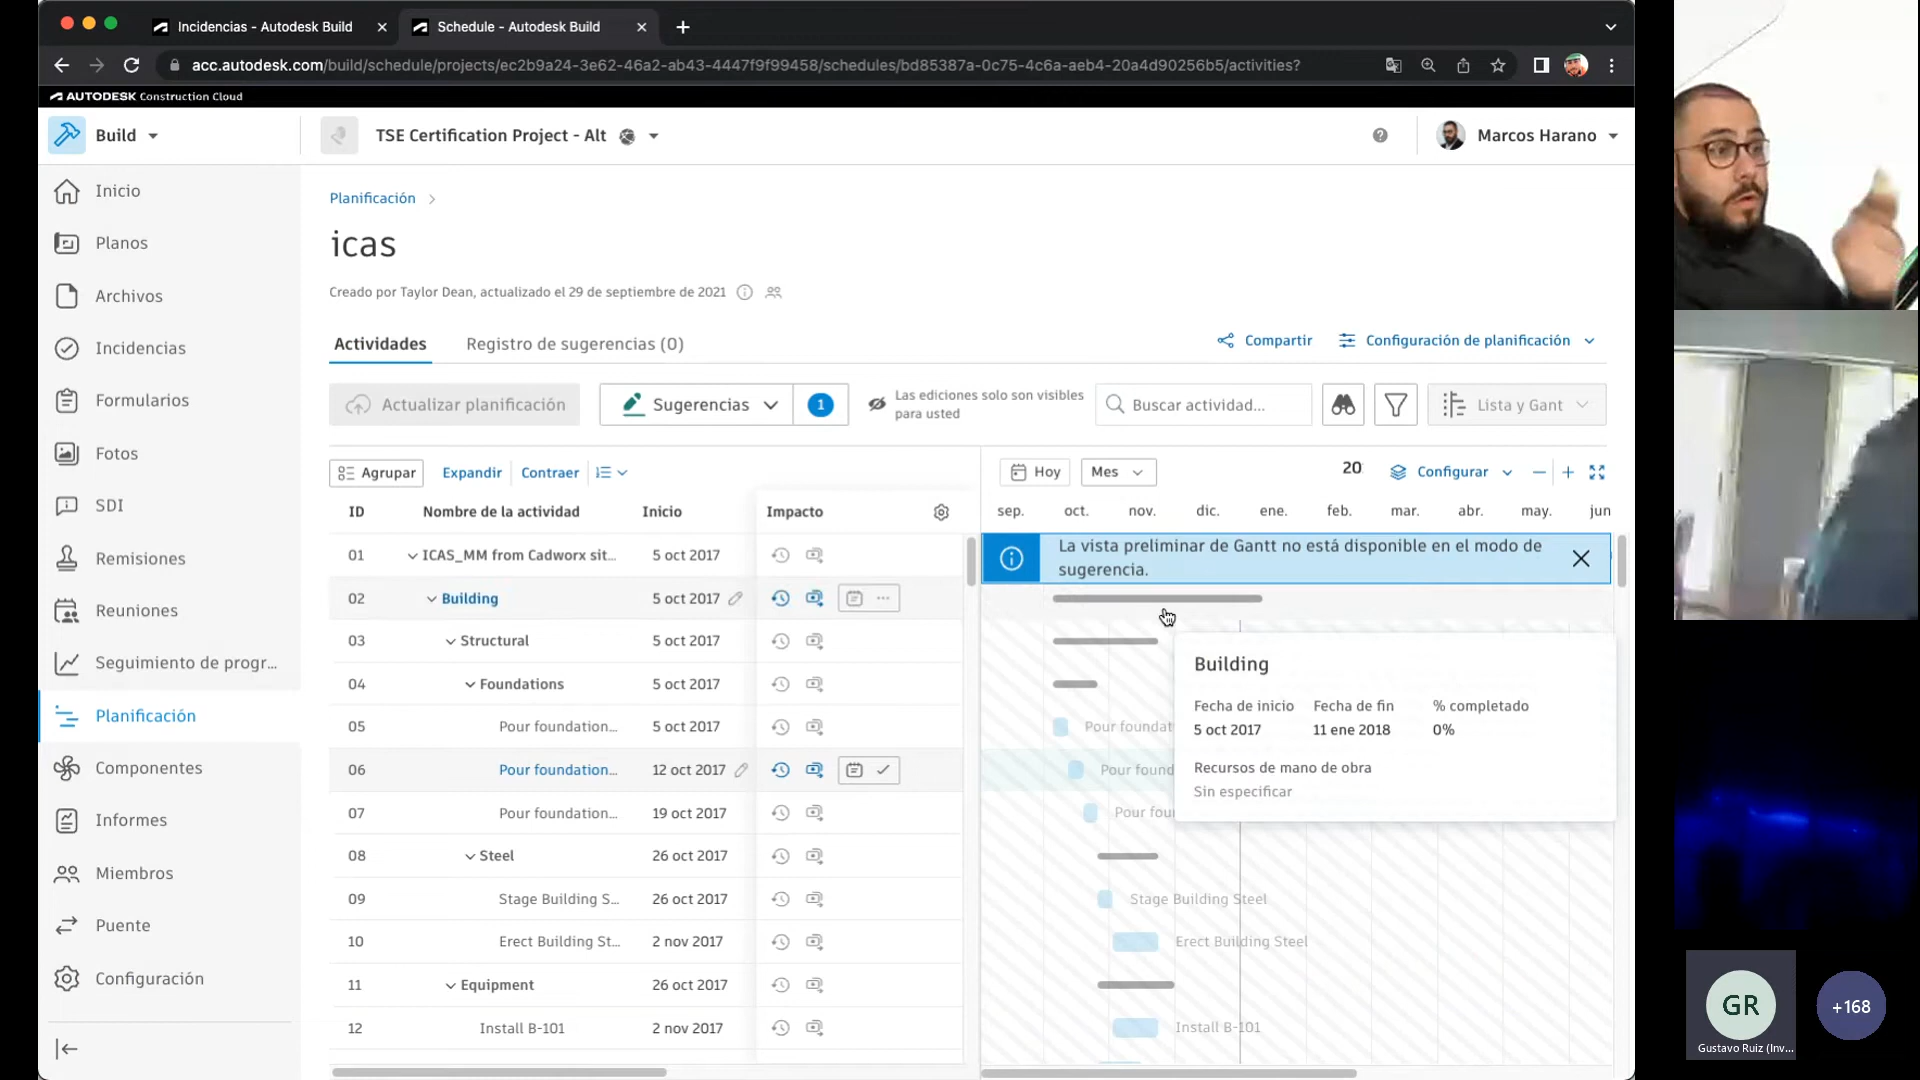 Incidencias - Autodesk Build
Schedule - Autodesk Build
acc.autodesk.com/build/schedule/projects/ec2b9a24-3e62-46a2-ab43-4447f9f99458/schedules/bd85387a-0c75-4c6a-aeb4-20a4d90256b5/activities?
AUTODESK Construction Cloud
Build
TSE Certification Project - Alt
Marcos Harano
Inicio
Planos
Archivos
Incidencias
Formularios
Fotos
SDI
Remisiones
Reuniones
Seguimiento de progr...
Planificación
Componentes
Informes
Miembros
Puente
Configuración
Planificación
icas
Creado por Taylor Dean, actualizado el 29 de septiembre de 2021
Actividades
Registro de sugerencias (0)
Compartir
Configuración de planificación
Actualizar planificación
Sugerencias
1
Las ediciones solo son visibles
para usted
Buscar actividad...
Lista y Gant
Agrupar
Expandir
Contraer
Hoy
Mes
20
Configurar
ID Nombre de la actividad Inicio Impacto
sep. oct. nov. dic. ene. feb. mar. abr. may. jun
01 ICAS_MM from Cadworx sit... 5 oct 2017
02 Building 5 oct 2017
03 Structural 5 oct 2017
04 Foundations 5 oct 2017
05 Pour foundation... 5 oct 2017
06 Pour foundation... 12 oct 2017
07 Pour foundation... 19 oct 2017
08 Steel 26 oct 2017
09 Stage Building S... 26 oct 2017
10 Erect Building St... 2 nov 2017
11 Equipment 26 oct 2017
12 Install B-101 2 nov 2017
La vista preliminar de Gantt no está disponible en el modo de
sugerencia.
Building
Fecha de inicio Fecha de fin % completado
5 oct 2017 11 ene 2018 0%
Recursos de mano de obra
Sin especificar
Pour foundat
Pour found
Pour fou
Stage Building Steel
Erect Building Steel
Install B-101
GR
Gustavo Ruiz (Inv...
+168